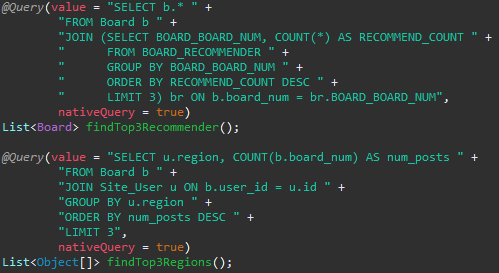 @Query(value = "SELECT b.* " +
"FROM Board b " +
"JOIN (SELECT BOARD_BOARD_NUM, COUNT(*) AS RECOMMEND_COUNT " +
"      FROM BOARD_RECOMMENDER " +
"      GROUP BY BOARD_BOARD_NUM " +
"      ORDER BY RECOMMEND_COUNT DESC " +
"      LIMIT 3) br ON b.board_num = br.BOARD_BOARD_NUM",
nativeQuery = true)
List<Board> findTop3Recommender();
@Query(value = "SELECT u.region, COUNT(b.board_num) AS num_posts " +
"FROM Board b " +
"JOIN Site_User u ON b.user_id = u.id " +
"GROUP BY u.region " +
"ORDER BY num_posts DESC " +
"LIMIT 3",
nativeQuery = true)
List<Object[]> findTop3Regions();